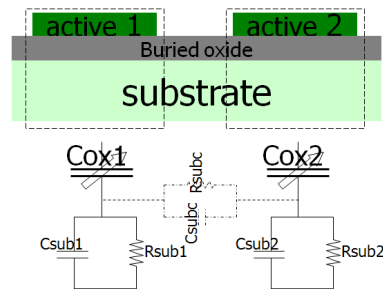 active 1
active 2
Buried oxide
substrate
Cox1
Cox2
Rsubc
Csubc
Csub1
Rsub1
Csub2
Rsub2